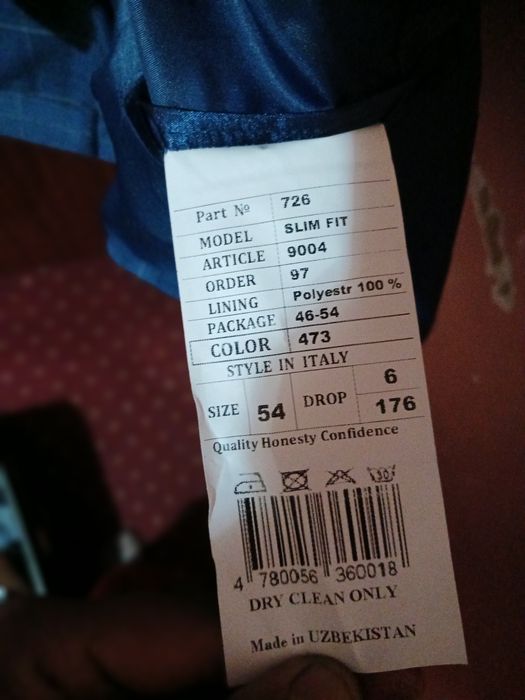 Part № 726
MODEL SLIM FIT
ARTICLE 9004
ORDER 97
LINING Polyestr 100 %
PACKAGE 46-54
COLOR 473
STYLE IN ITALY
SIZE 54 DROP 6
176
Quality Honesty Confidence
30°
4 780056 360018
DRY CLEAN ONLY
Made in UZBEKISTAN